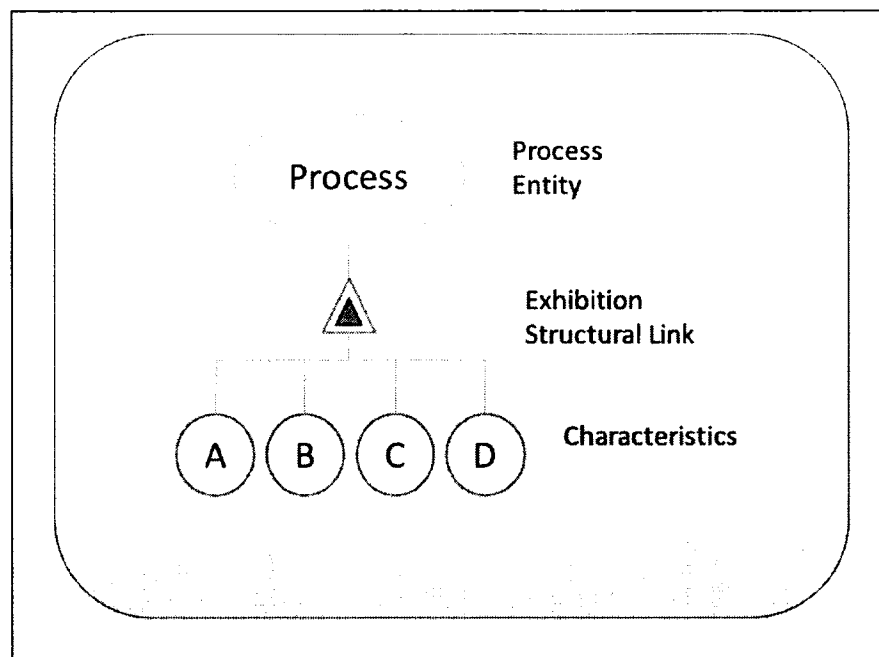 Process
Process
Entity
Exhibition
Structural Link
A B C D
Characteristics